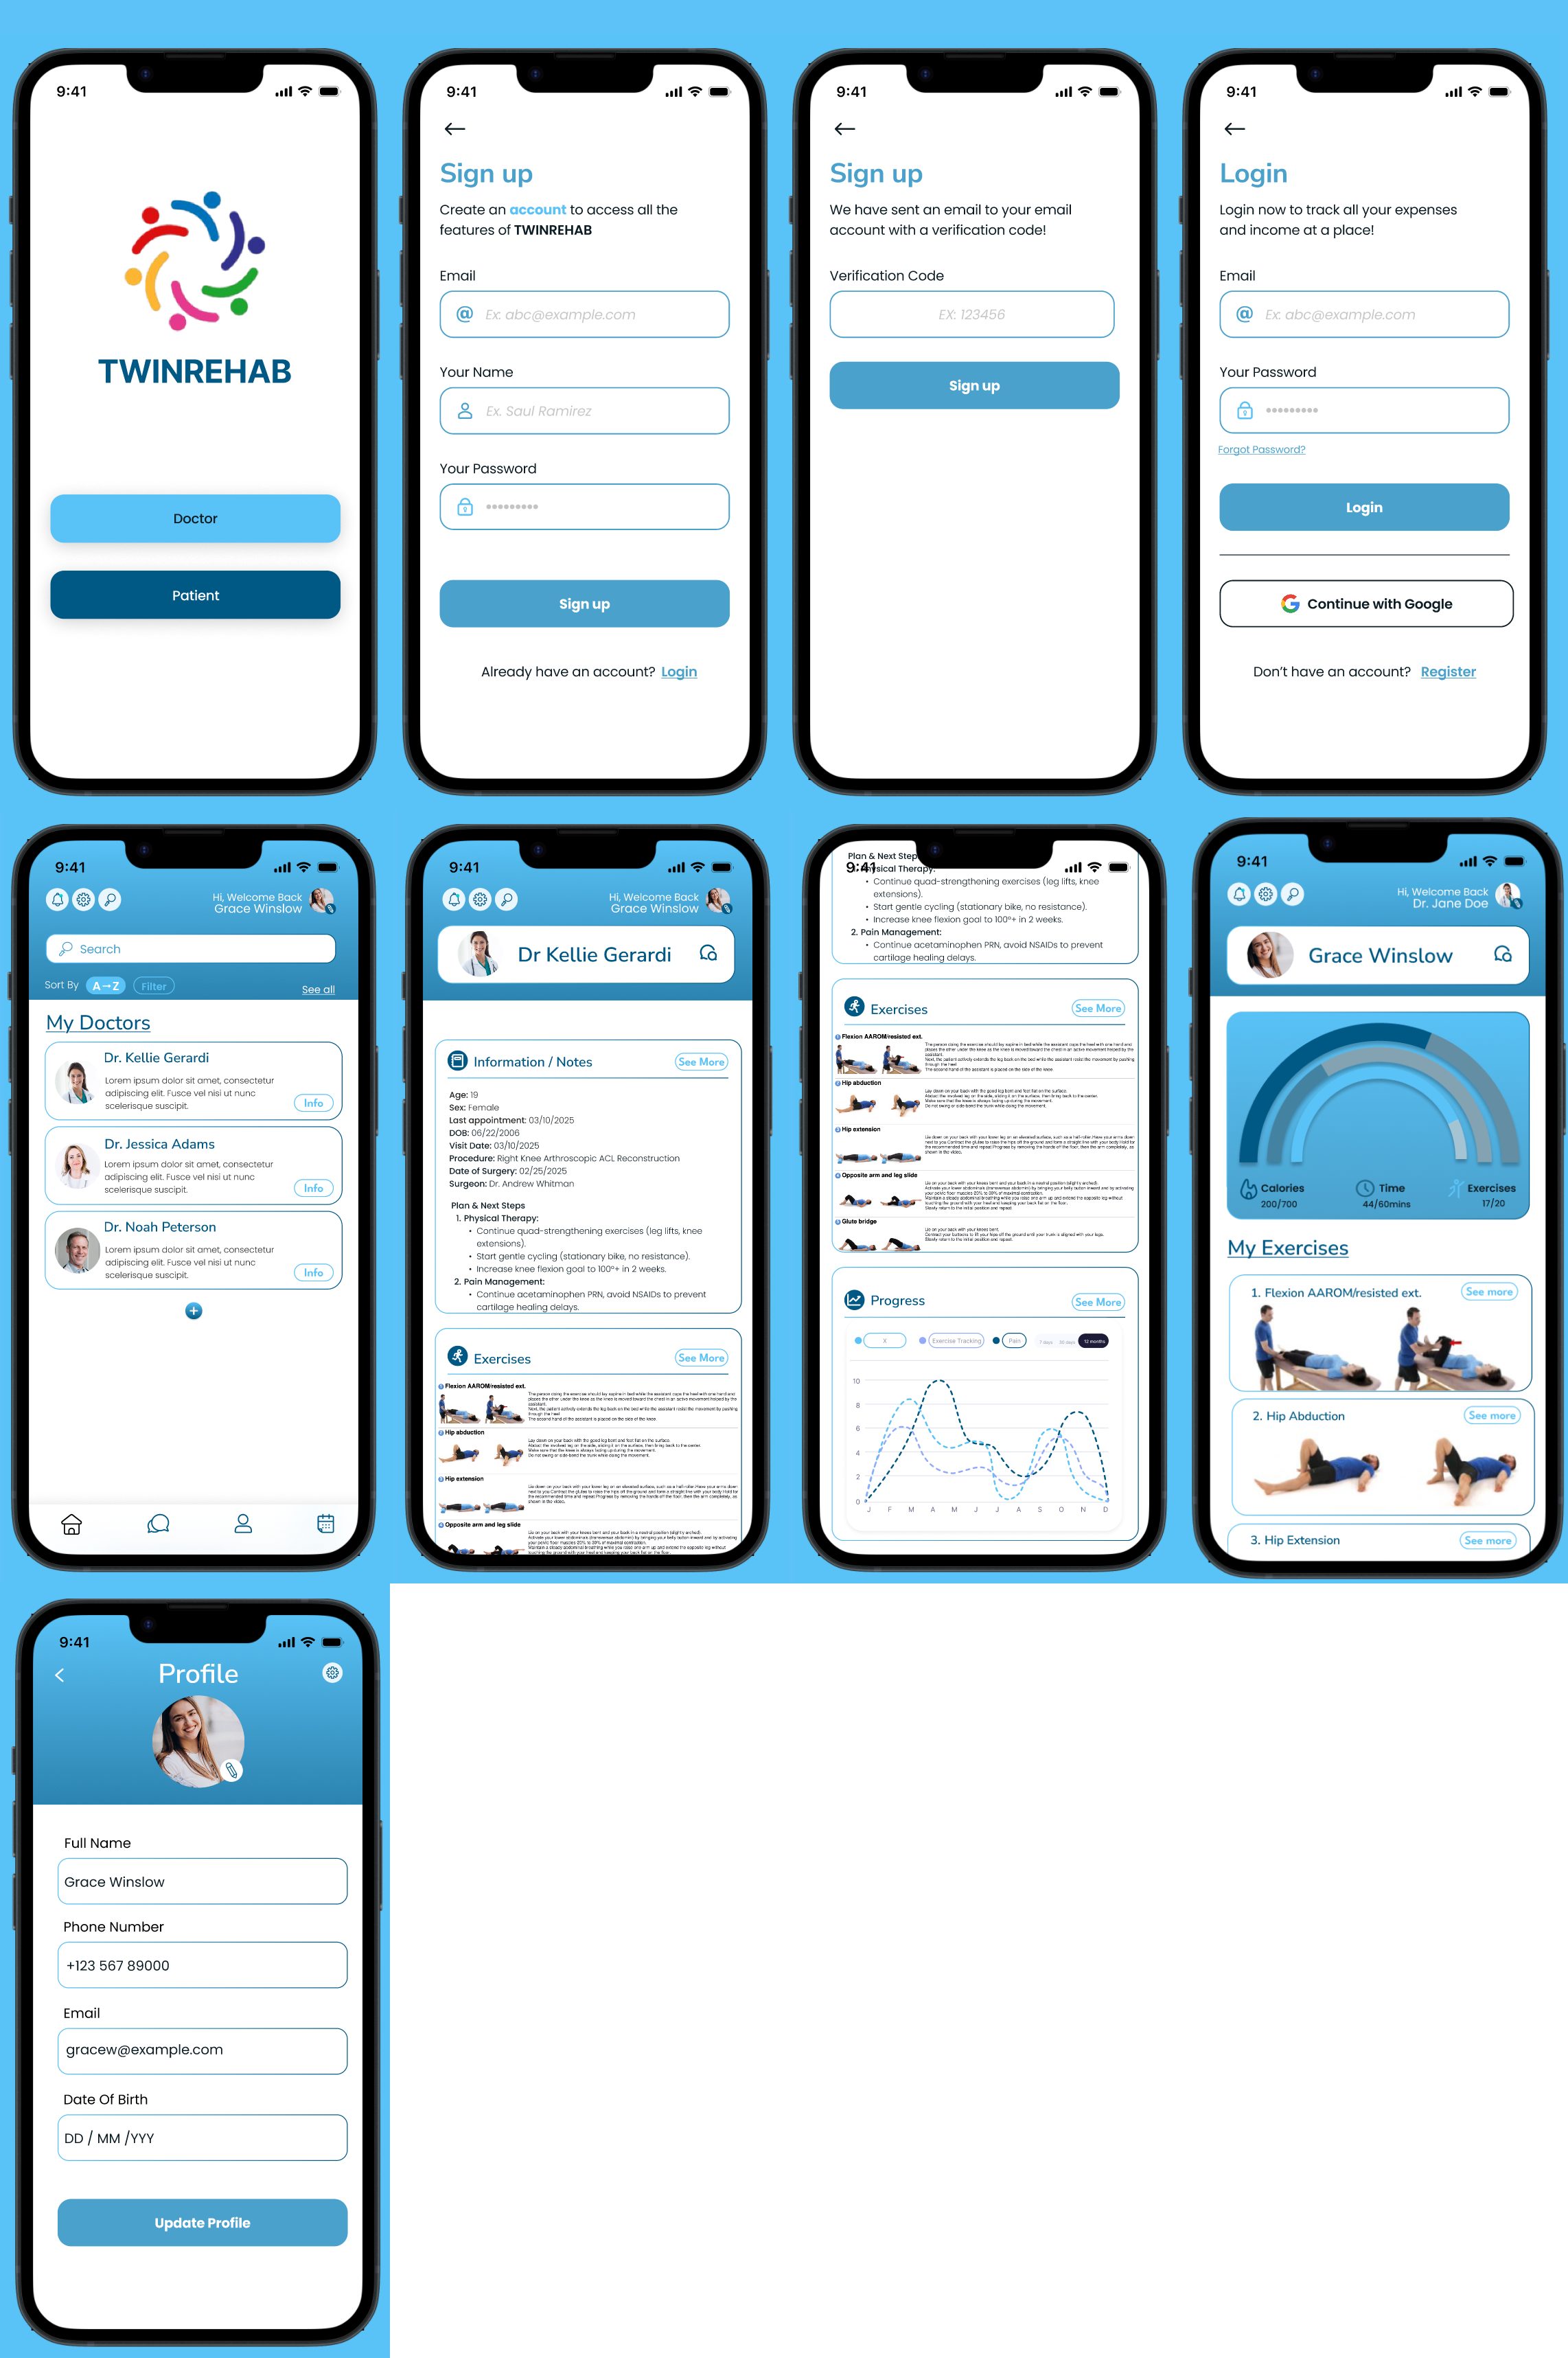 9:41
TWINREHAB
Doctor
Patient
9:41
Sign up
Create an account to access all the
features of TWINREHAB
Email
@ Ex: abc@example.com
Your Name
Ex. Saul Ramirez
Your Password
Sign up
Already have an account? Login
9:41
Sign up
We have sent an email to your email
account with a verification code!
Verification Code
EX: 123456
Sign up
9:41
Login
Login now to track all your expenses
and income at a place!
Email
@ Ex: abc@example.com
Your Password
Forgot Password?
Login
Continue with Google
Don't have an account? Register
9:41
Hi, Welcome Back
Grace Winslow
Search
Sort By A→Z Filter
See all
My Doctors
Dr. Kellie Gerardi
Lorem ipsum dolor sit amet, consectetur
adipiscing elit. Fusce vel nisi ut nunc
scelerisque suscipit.
Info
Dr. Jessica Adams
Lorem ipsum dolor sit amet, consectetur
adipiscing elit. Fusce vel nisi ut nunc
scelerisque suscipit.
Info
Dr. Noah Peterson
Lorem ipsum dolor sit amet, consectetur
adipiscing elit. Fusce vel nisi ut nunc
scelerisque suscipit.
Info
9:41
Hi, Welcome Back
Grace Winslow
Dr Kellie Gerardi
Information / Notes
See More
Age: 19
Sex: Female
Last appointment: 03/10/2025
DOB: 06/22/2006
Visit Date: 03/10/2025
Procedure: Right Knee Arthroscopic ACL Reconstruction
Date of Surgery: 02/25/2025
Surgeon: Dr. Andrew Whitman
Plan & Next Steps
1. Physical Therapy:
• Continue quad-strengthening exercises (leg lifts, knee
extensions).
• Start gentle cycling (stationary bike, no resistance).
• Increase knee flexion goal to 100°+ in 2 weeks.
2. Pain Management:
• Continue acetaminophen PRN, avoid NSAIDs to prevent
cartilage healing delays.
Exercises
See More
Flexion AAROM/resisted ext.
Hip abduction
Hip extension
Opposite arm and leg slide
Plan & Next Step
9:41
Physical Therapy:
• Continue quad-strengthening exercises (leg lifts, knee
extensions).
• Start gentle cycling (stationary bike, no resistance).
• Increase knee flexion goal to 100°+ in 2 weeks.
2. Pain Management:
• Continue acetaminophen PRN, avoid NSAIDs to prevent
cartilage healing delays.
Exercises
See More
Flexion AAROM/resisted ext.
Hip abduction
Hip extension
Opposite arm and leg slide
Glute bridge
Progress
See More
X
Exercise Tracking
Pain
12 months
10
8
6
4
2
0
J F M A M J J A S O N D
9:41
Hi, Welcome Back
Dr. Jane Doe
Grace Winslow
Calories
200/700
Time
44/60mins
Exercises
17/20
My Exercises
1. Flexion AAROM/resisted ext.
See more
2. Hip Abduction
See more
3. Hip Extension
See more
9:41
Profile
Full Name
Grace Winslow
Phone Number
+123 567 89000
Email
gracew@example.com
Date Of Birth
DD / MM /YYY
Update Profile